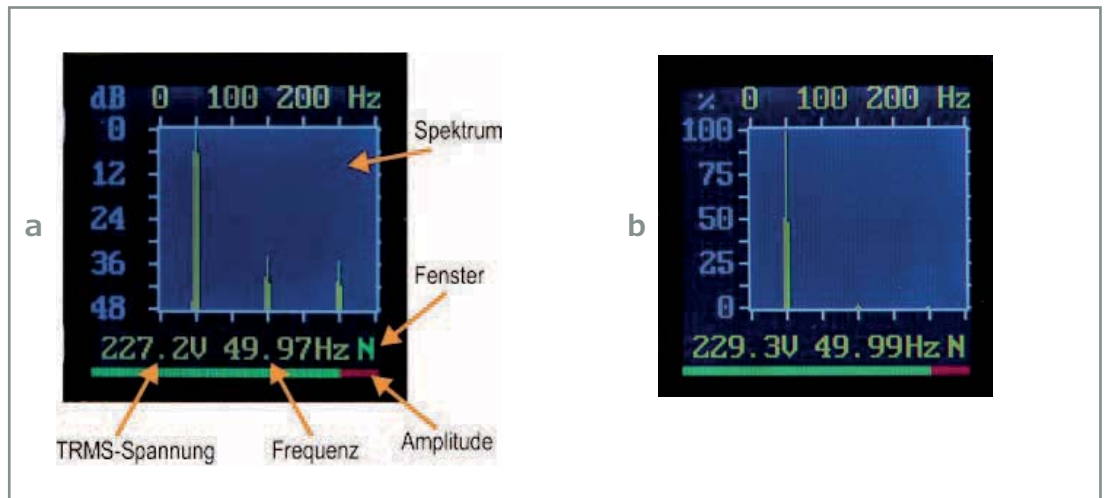 a
dB 0 100 200 Hz
0
12
24
36
48
227.2V 49.97Hz N
Spektrum
Fenster
Amplitude
TRMS-Spannung
Frequenz
b
% 0 100 200 Hz
100
75
50
25
0
229.3V 49.99Hz N